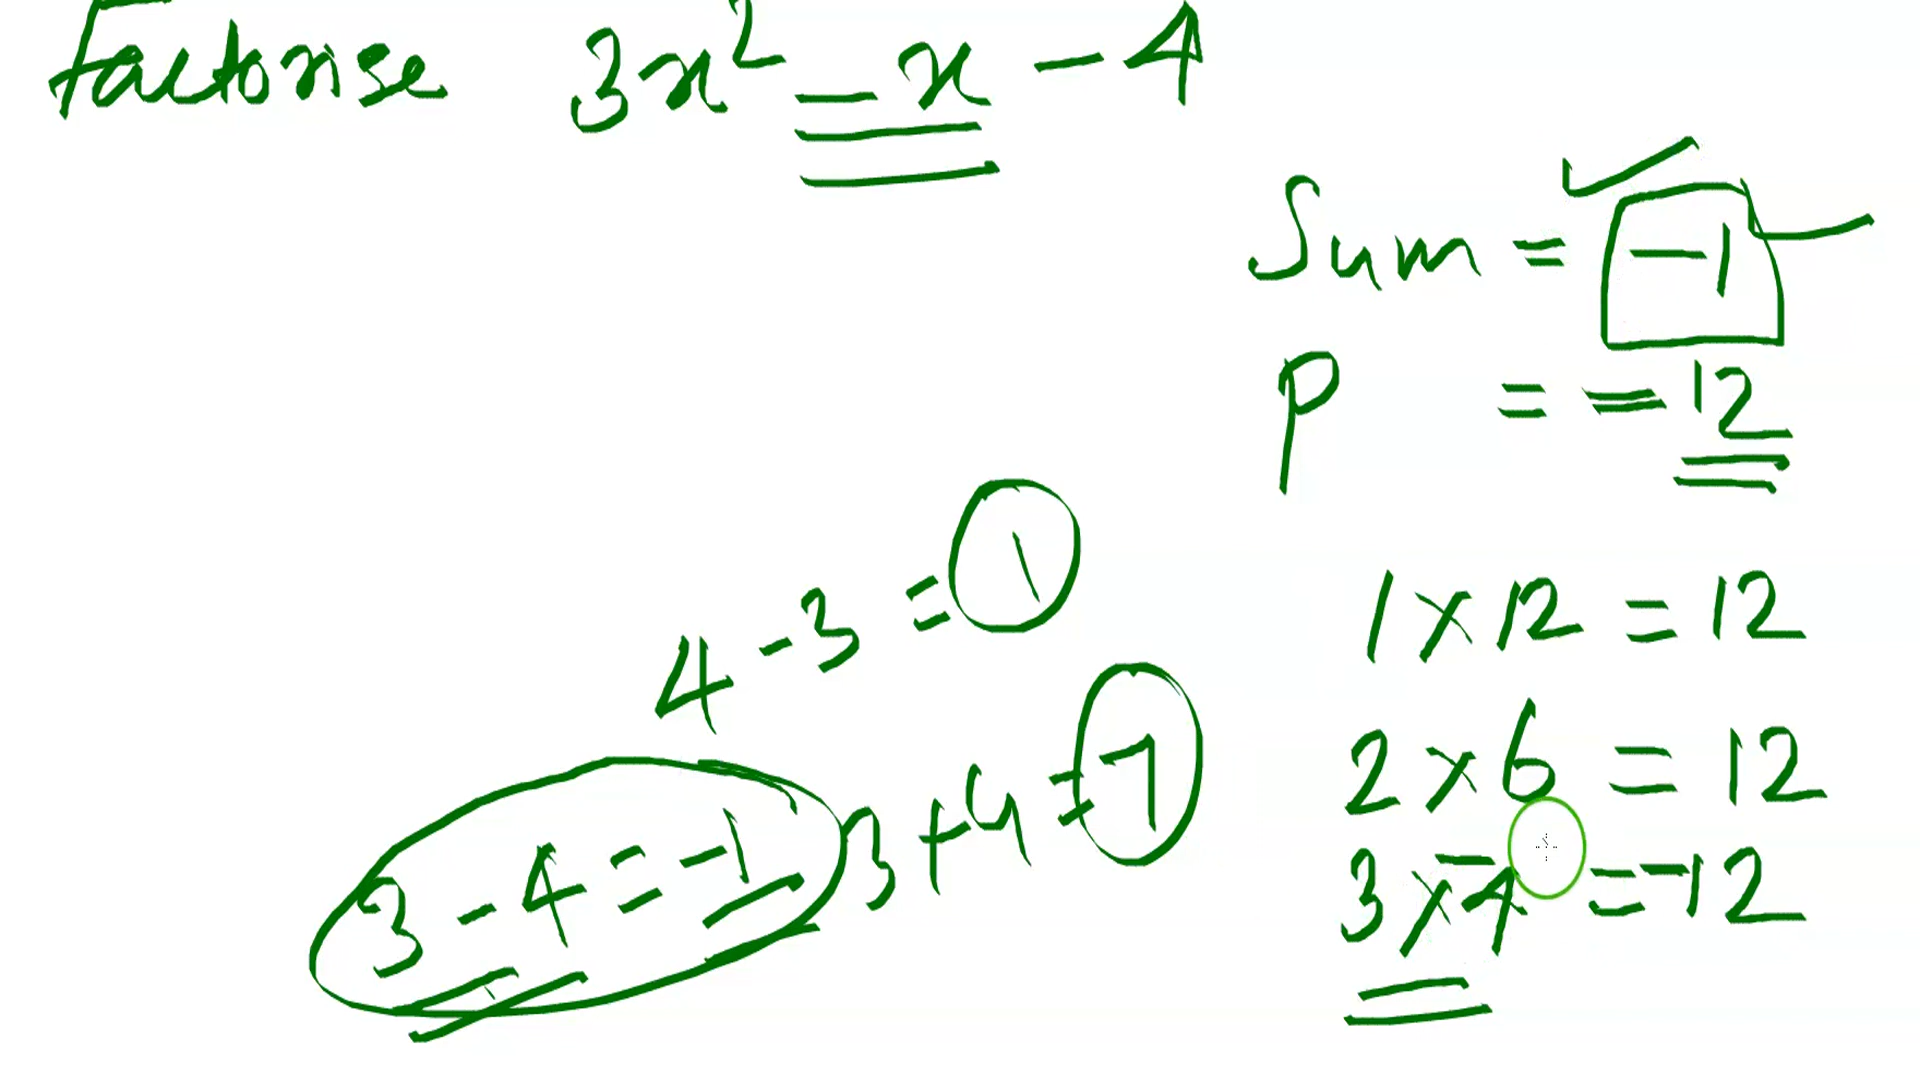 Factorise 3x² - x - 4
Sum = -1
P = -12
4 - 3 = 1
1 × 12 = 12
3 + 4 = 7
2 × 6 = 12
3 - 4 = -1
3 × -4 = -12